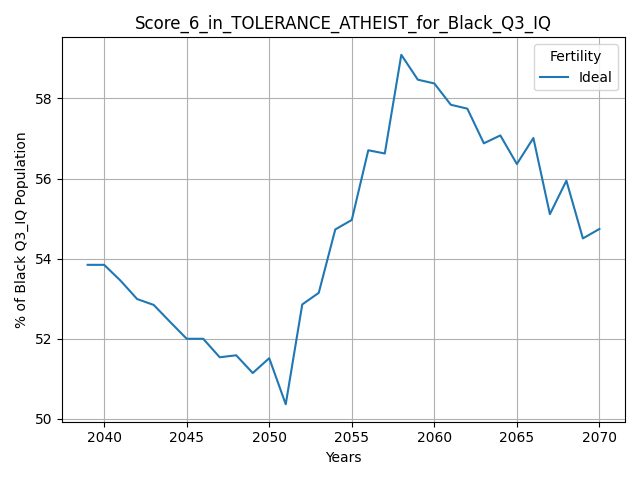 Score_6_in_TOLERANCE_ATHEIST_for_Black_Q3_IQ
Fertility
Ideal
% of Black Q3_IQ Population
58
56
54
52
50
2040 2045 2050 2055 2060 2065 2070
Years